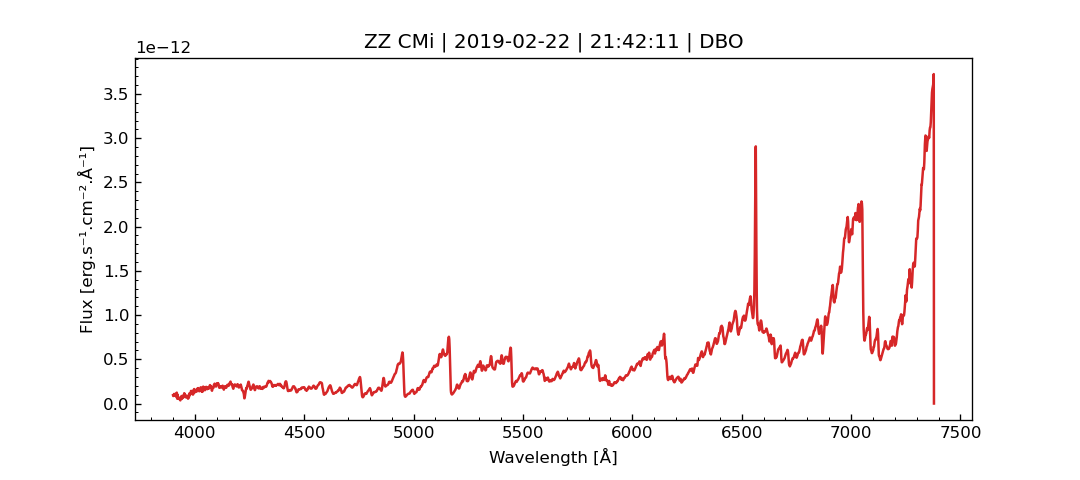 ZZ CMi | 2019-02-22 | 21:42:11 | DBO
1e−12
3.5
3.0
2.5
2.0
1.5
1.0
0.5
0.0
Flux [erg.s⁻¹.cm⁻².Å⁻¹]
4000 4500 5000 5500 6000 6500 7000 7500
Wavelength [Å]